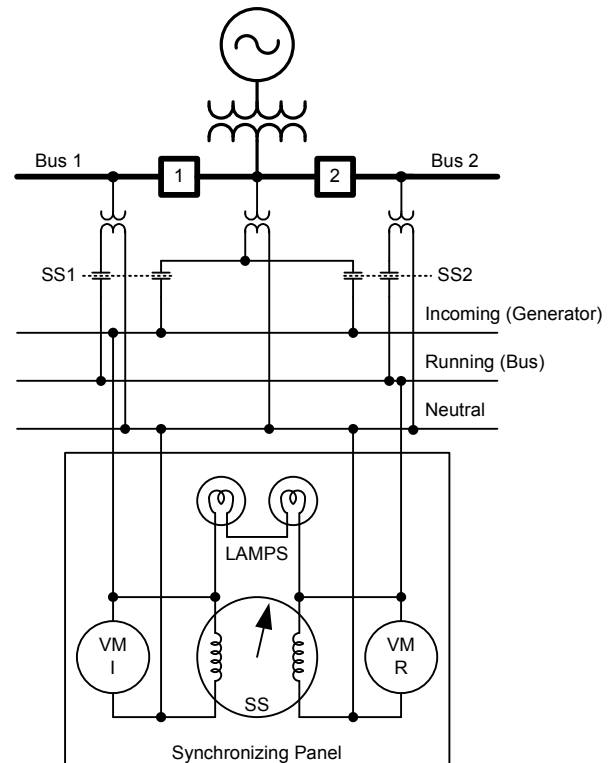 Bus 1
1
2
Bus 2
SS1
SS2
Incoming (Generator)
Running (Bus)
Neutral
LAMPS
VM
I
SS
VM
R
Synchronizing Panel